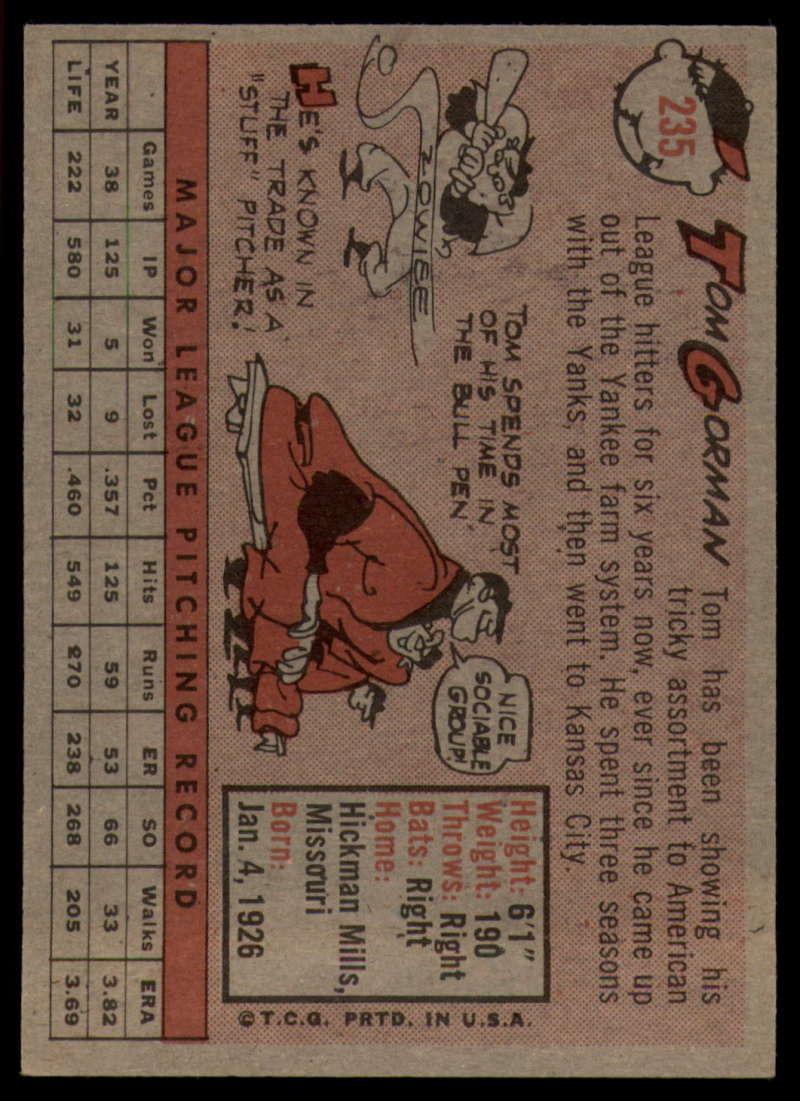 235
TOM GORMAN Tom has been showing his
tricky assortment to American
League hitters for six years now, ever since he came up
out of the Yankee farm system. He spent three seasons
with the Yanks, and then went to Kansas City.
ZOWIEE
HE'S KNOWN IN
THE TRADE AS A
"STUFF" PITCHER!
TOM SPENDS MOST
OF HIS TIME IN
THE BULL PEN
NICE
SOCIABLE
GROUP!
Height: 6'1"
Weight: 190
Throws: Right
Bats: Right
Home:
Hickman Mills,
Missouri
Born:
Jan. 4, 1926
© T.C.G. PRTD. IN U.S.A.
MAJOR LEAGUE PITCHING RECORD
Games IP Won Lost Pct Hits Runs ER SO Walks ERA
YEAR 38 125 5 9 .357 125 59 53 66 33 3.82
LIFE 222 580 31 32 .460 549 270 238 268 205 3.69